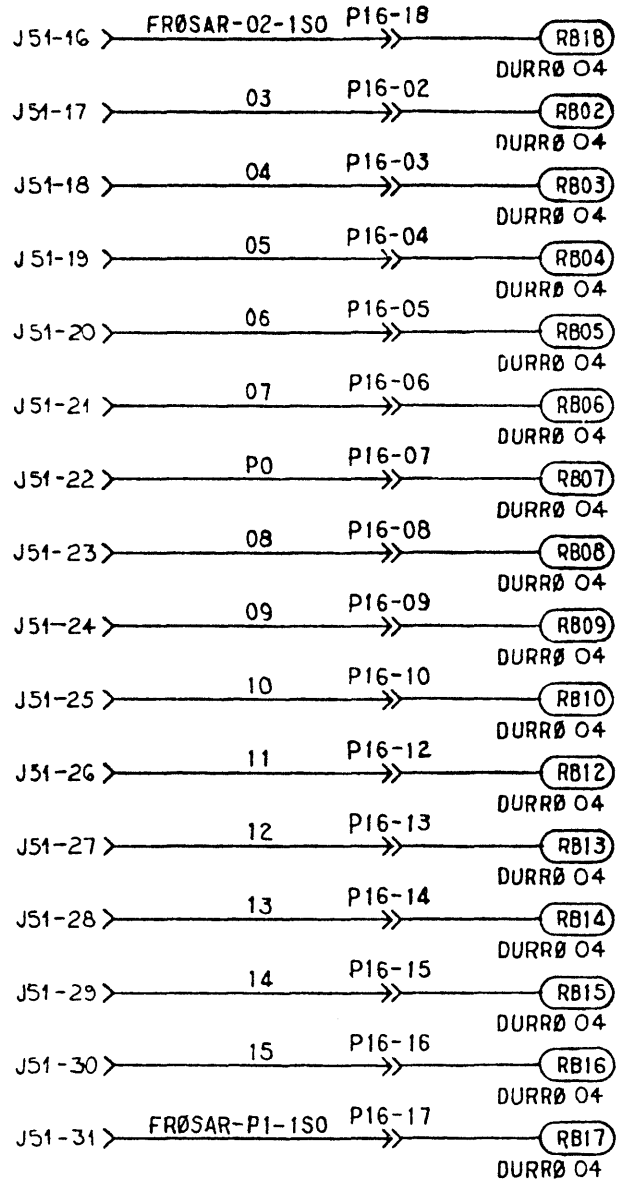 J51-16 FRØSAR-02-1S0 P16-18 RB18
DURRØ 04
J51-17 03 P16-02 RB02
DURRØ 04
J51-18 04 P16-03 RB03
DURRØ 04
J51-19 05 P16-04 RB04
DURRØ 04
J51-20 06 P16-05 RB05
DURRØ 04
J51-21 07 P16-06 RB06
DURRØ 04
J51-22 P0 P16-07 RB07
DURRØ 04
J51-23 08 P16-08 RB08
DURRØ 04
J51-24 09 P16-09 RB09
DURRØ 04
J51-25 10 P16-10 RB10
DURRØ 04
J51-26 11 P16-12 RB12
DURRØ 04
J51-27 12 P16-13 RB13
DURRØ 04
J51-28 13 P16-14 RB14
DURRØ 04
J51-29 14 P16-15 RB15
DURRØ 04
J51-30 15 P16-16 RB16
DURRØ 04
J51-31 FRØSAR-P1-1S0 P16-17 RB17
DURRØ 04